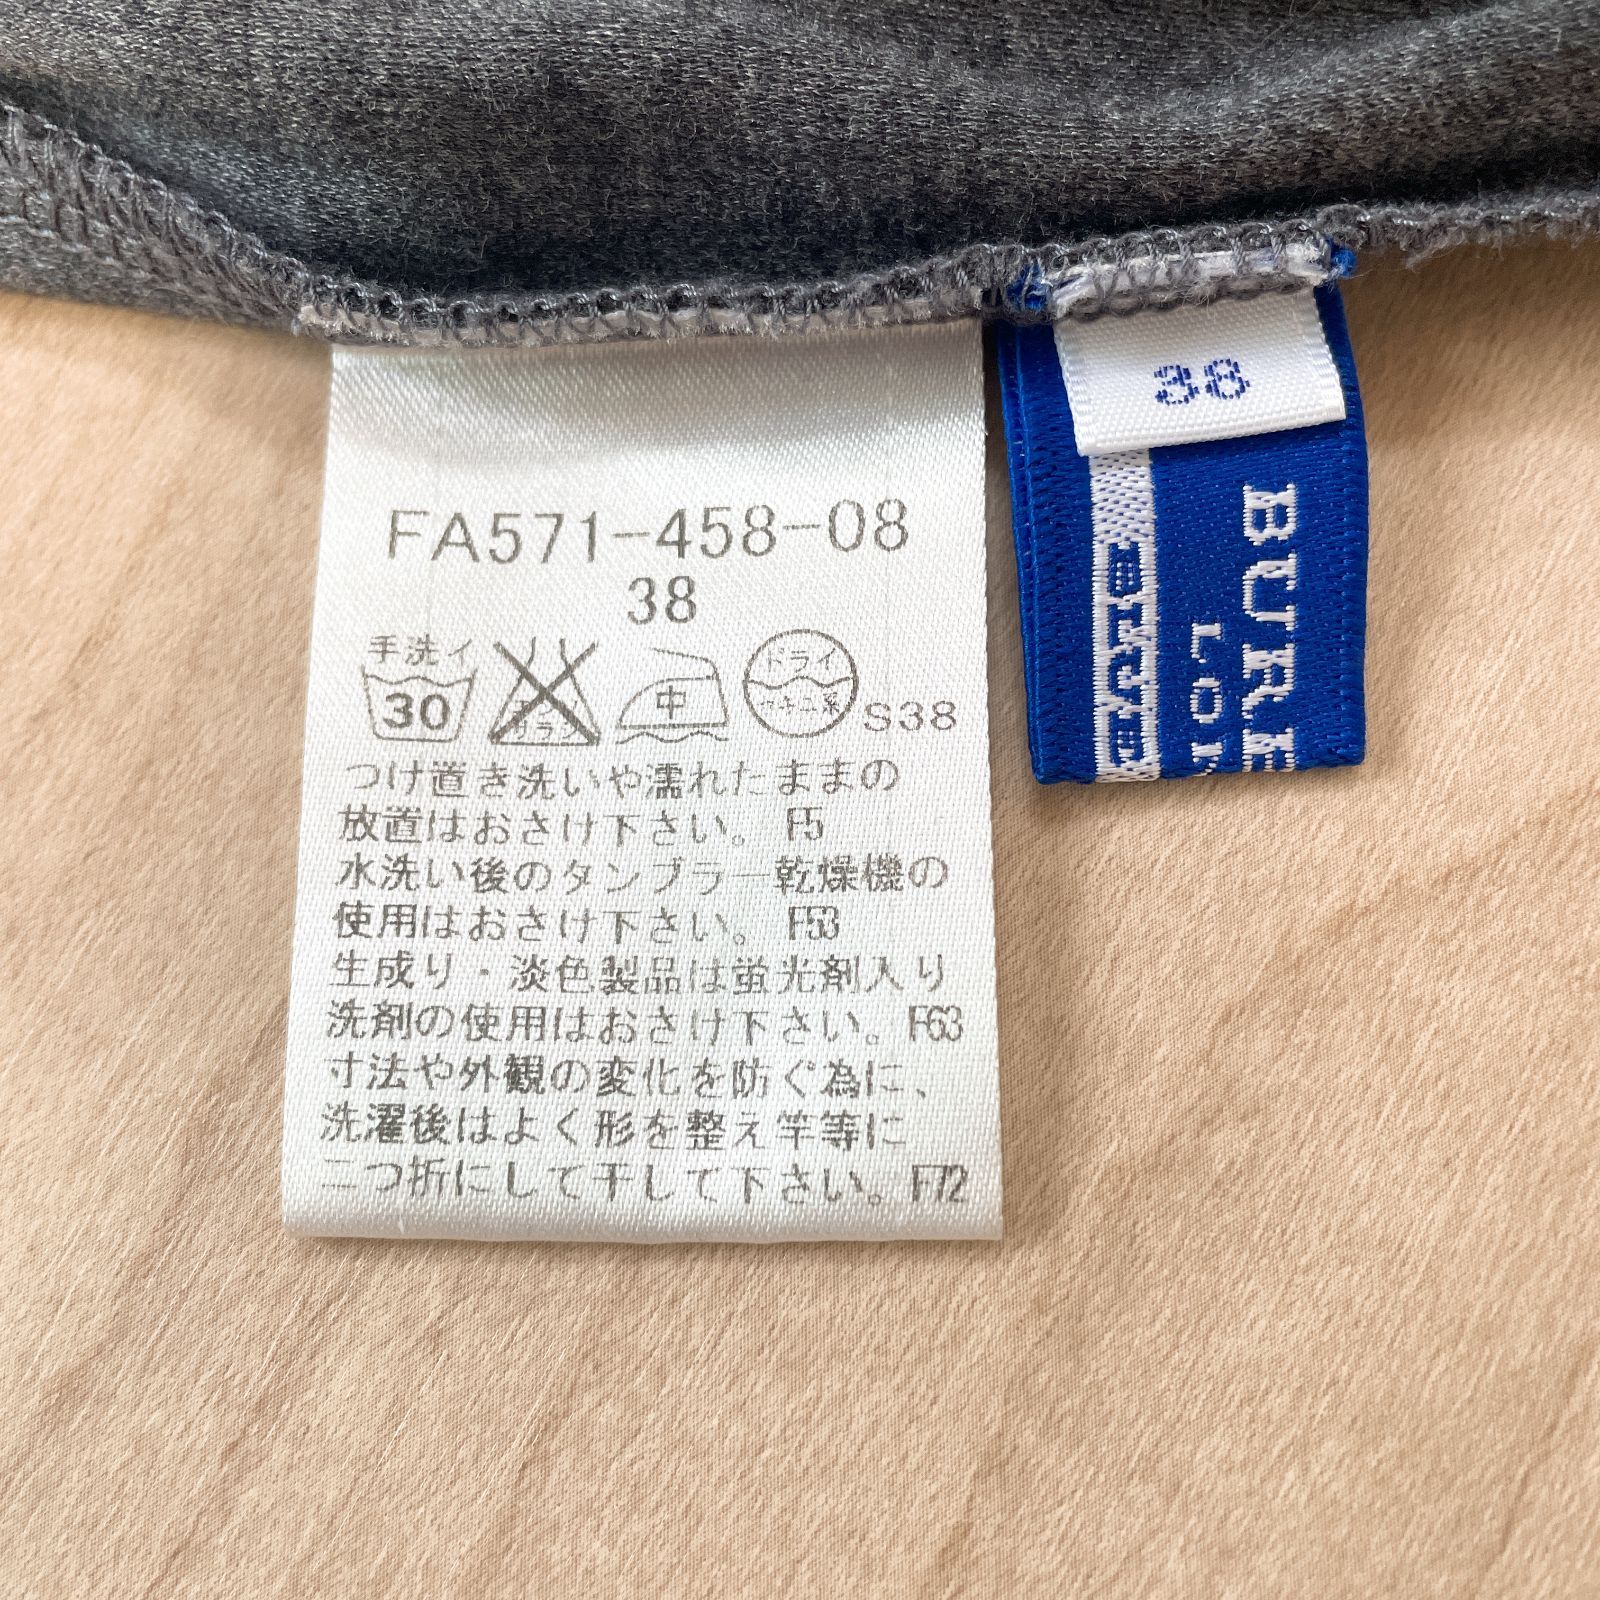 FA571-458-08
38
手洗イ
30
中
ドライ
セキユ系
S38
つけ置き洗いや濡れたままの
放置はおさけ下さい。 F5
水洗い後のタンブラー乾燥機の
使用はおさけ下さい。 F53
生成り・淡色製品は蛍光剤入り
洗剤の使用はおさけ下さい。F63
寸法や外観の変化を防ぐ為に、
洗濯後はよく形を整え竿等に
二つ折にして干して下さい。F72
38
BURB
LON